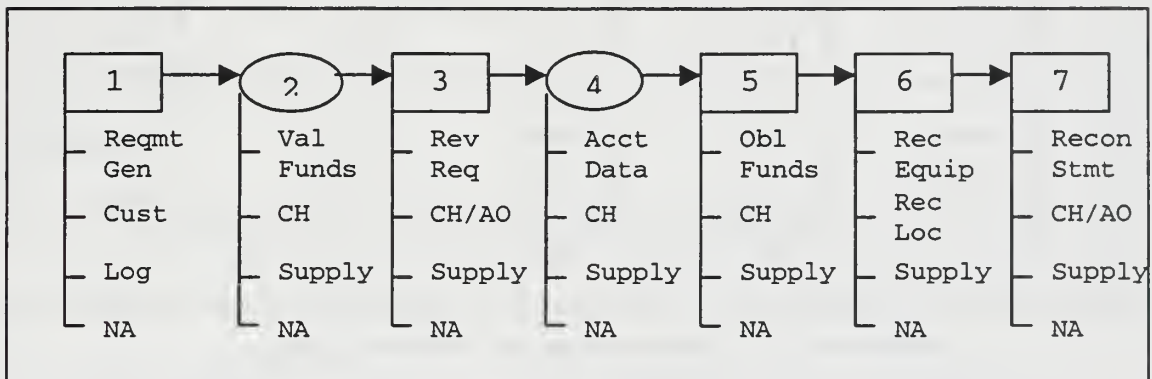 1 2 3 4 5 6 7
Reqmt Val Rev Acct Obl Rec Recon
Gen Funds Req Data Funds Equip Stmt
Cust CH CH/AO CH CH Rec CH/AO
Loc
Log Supply Supply Supply Supply Supply Supply
NA NA NA NA NA NA NA